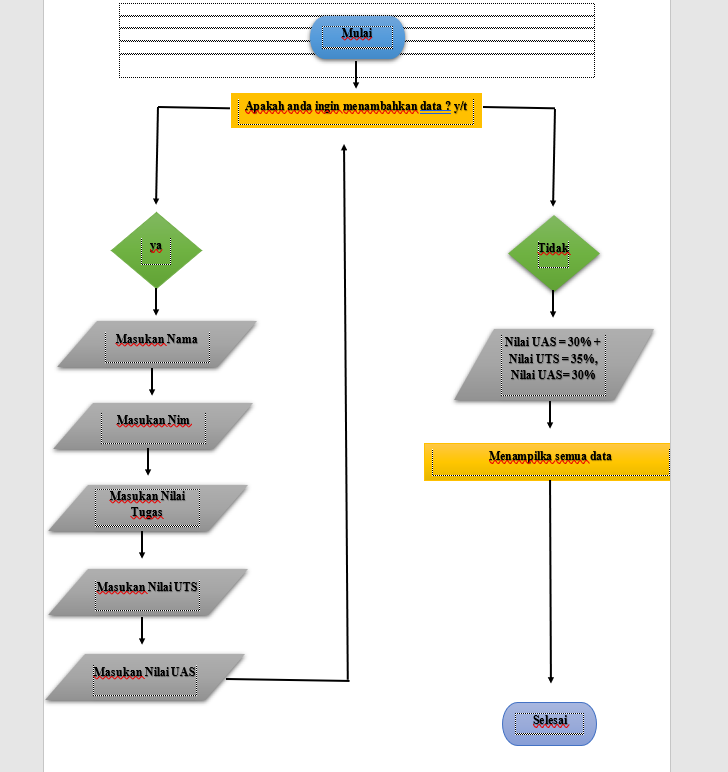 Mulai
Apakah anda ingin menambahkan data ? y/t
ya
Tidak
Masukan Nama
Nilai UAS = 30% +
Nilai UTS = 35%,
Nilai UAS= 30%
Masukan Nim
Menampilka semua data
Masukan Nilai
Tugas
Masukan Nilai UTS
Masukan Nilai UAS
Selesai